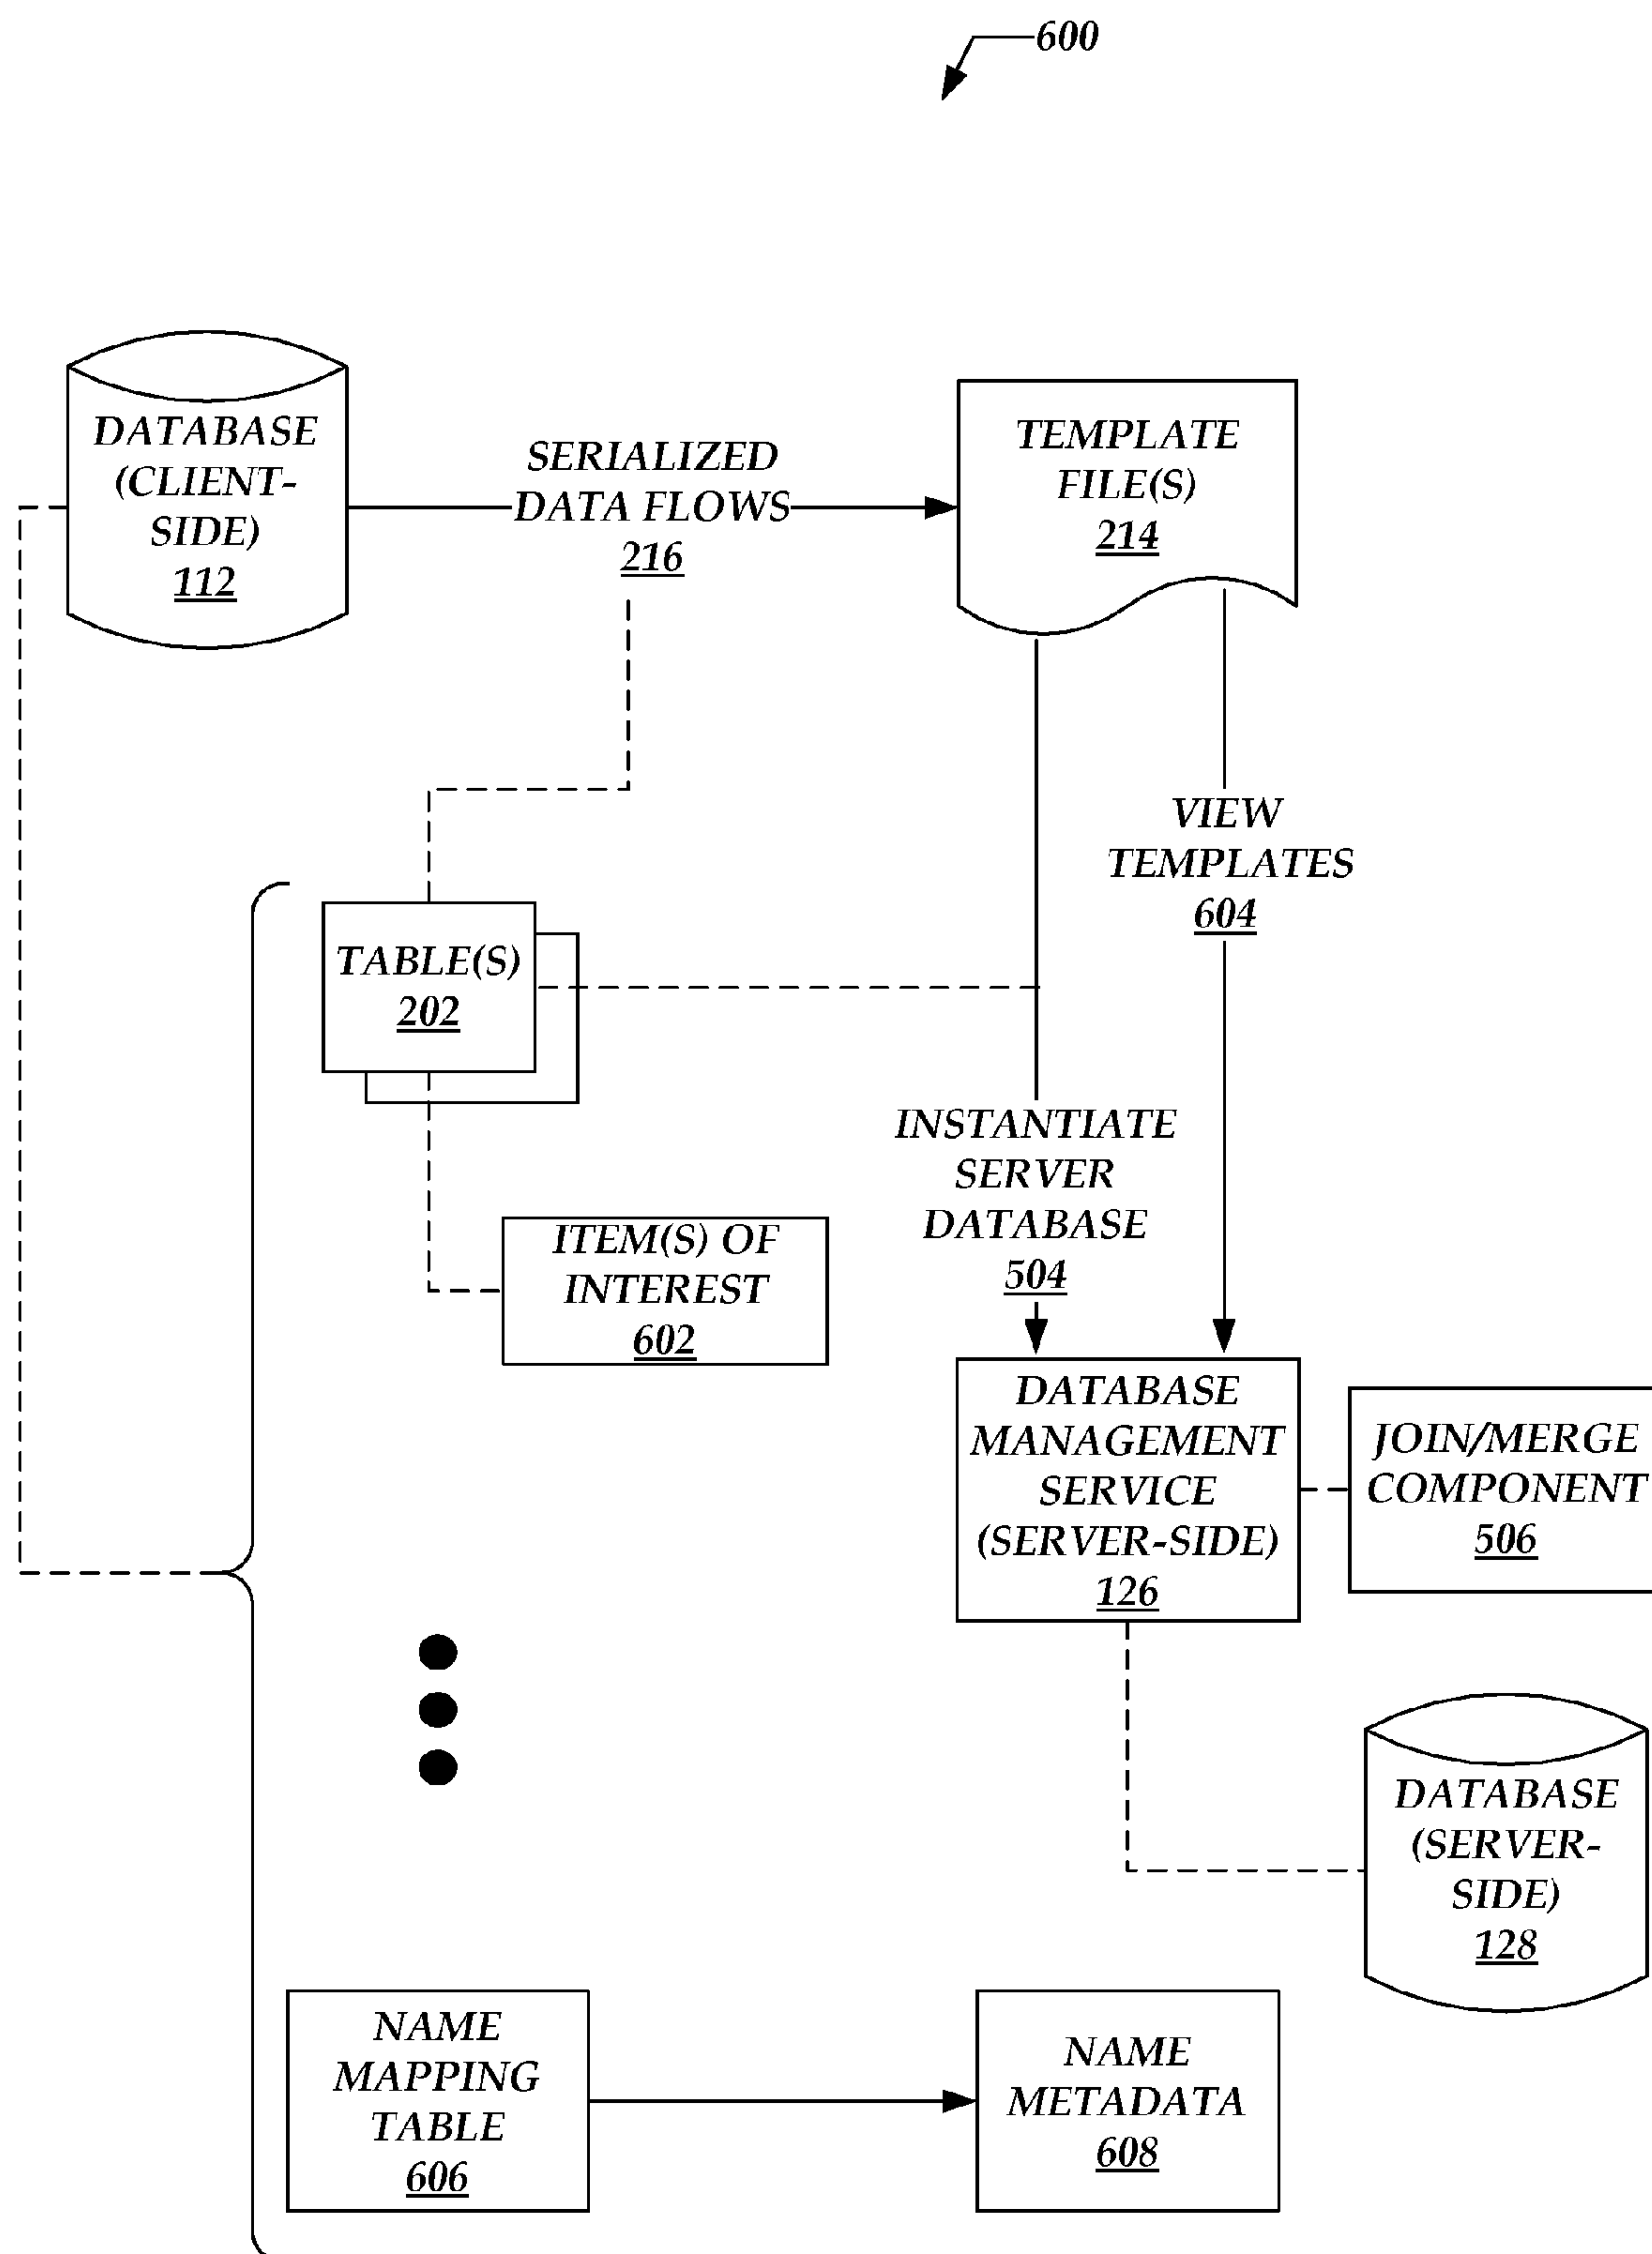 600
DATABASE
(CLIENT-
SIDE)
112
SERIALIZED
DATA FLOWS
216
TEMPLATE
FILE(S)
214
VIEW
TEMPLATES
604
TABLE(S)
202
INSTANTIATE
SERVER
DATABASE
504
ITEM(S) OF
INTEREST
602
DATABASE
MANAGEMENT
SERVICE
(SERVER-SIDE)
126
JOIN/MERGE
COMPONENT
506
DATABASE
(SERVER-
SIDE)
128
NAME
MAPPING
TABLE
606
NAME
METADATA
608